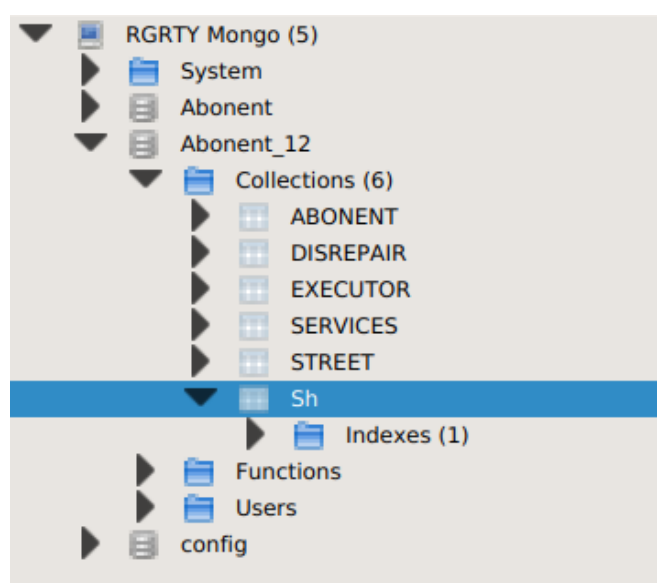 RGRTY Mongo (5)
System
Abonent
Abonent_12
Collections (6)
ABONENT
DISREPAIR
EXECUTOR
SERVICES
STREET
Sh
Indexes (1)
Functions
Users
config